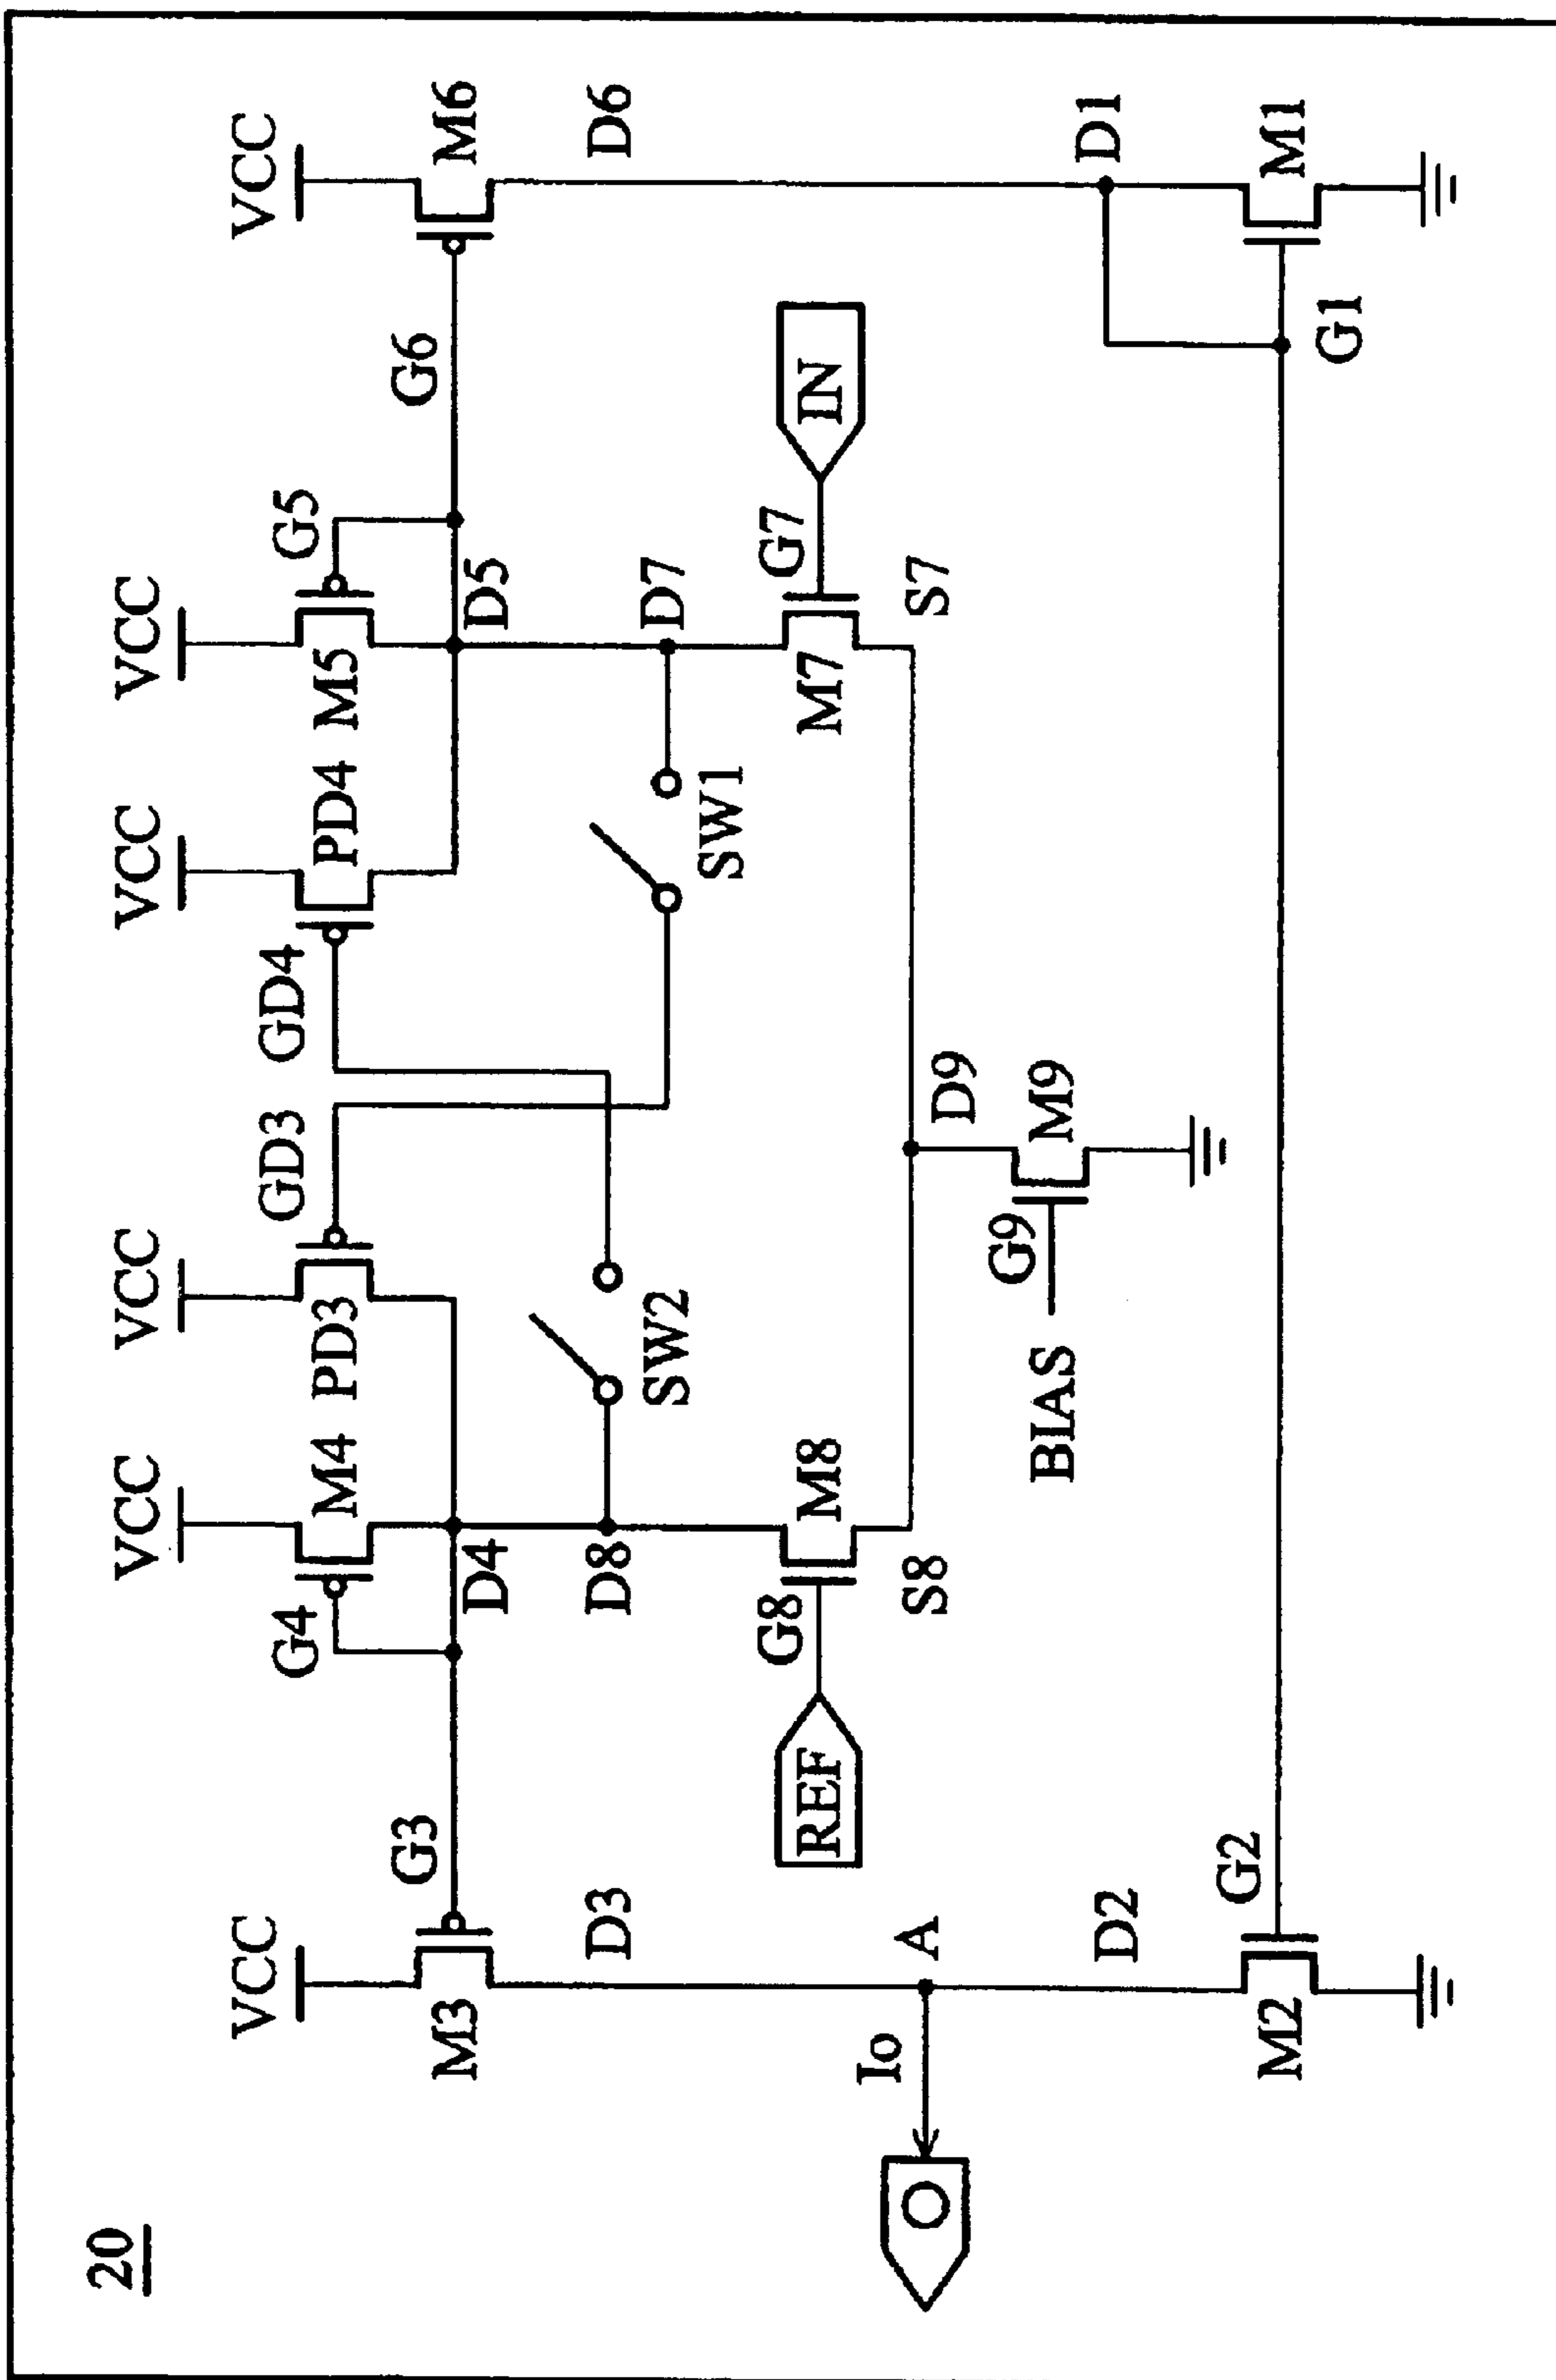 20
VCC
VCC
VCC
VCC
VCC
VCC
G4
M4
PD3
GD3
GD4
PD4
M5
G5
M3
G3
D4
D5
G6
M6
D3
D8
SW2
SW1
D7
D6
REF
G8
M8
M7
G7
IN
Io
A
S8
D9
S7
BIAS
G9
M9
D2
D1
O
M2
G2
G1
M1